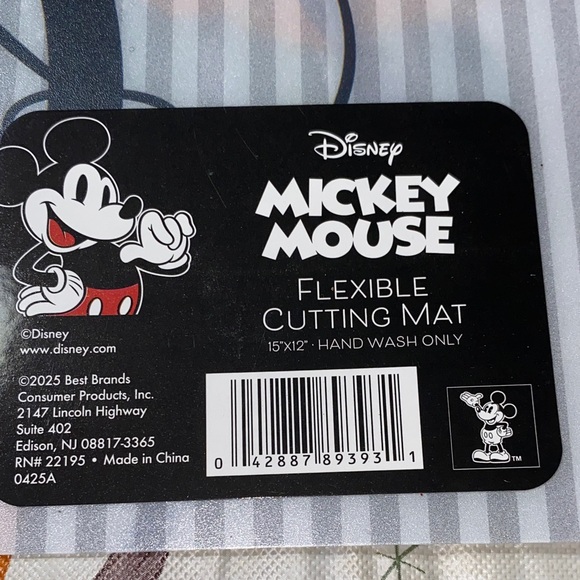 Disney
MICKEY
MOUSE
FLEXIBLE
CUTTING MAT
15"X12" · HAND WASH ONLY
©Disney
www.disney.com
©2025 Best Brands
Consumer Products, Inc.
2147 Lincoln Highway
Suite 402
Edison, NJ 08817-3365
RN# 22195 • Made in China
0425A
0 42887 89393 1
TM